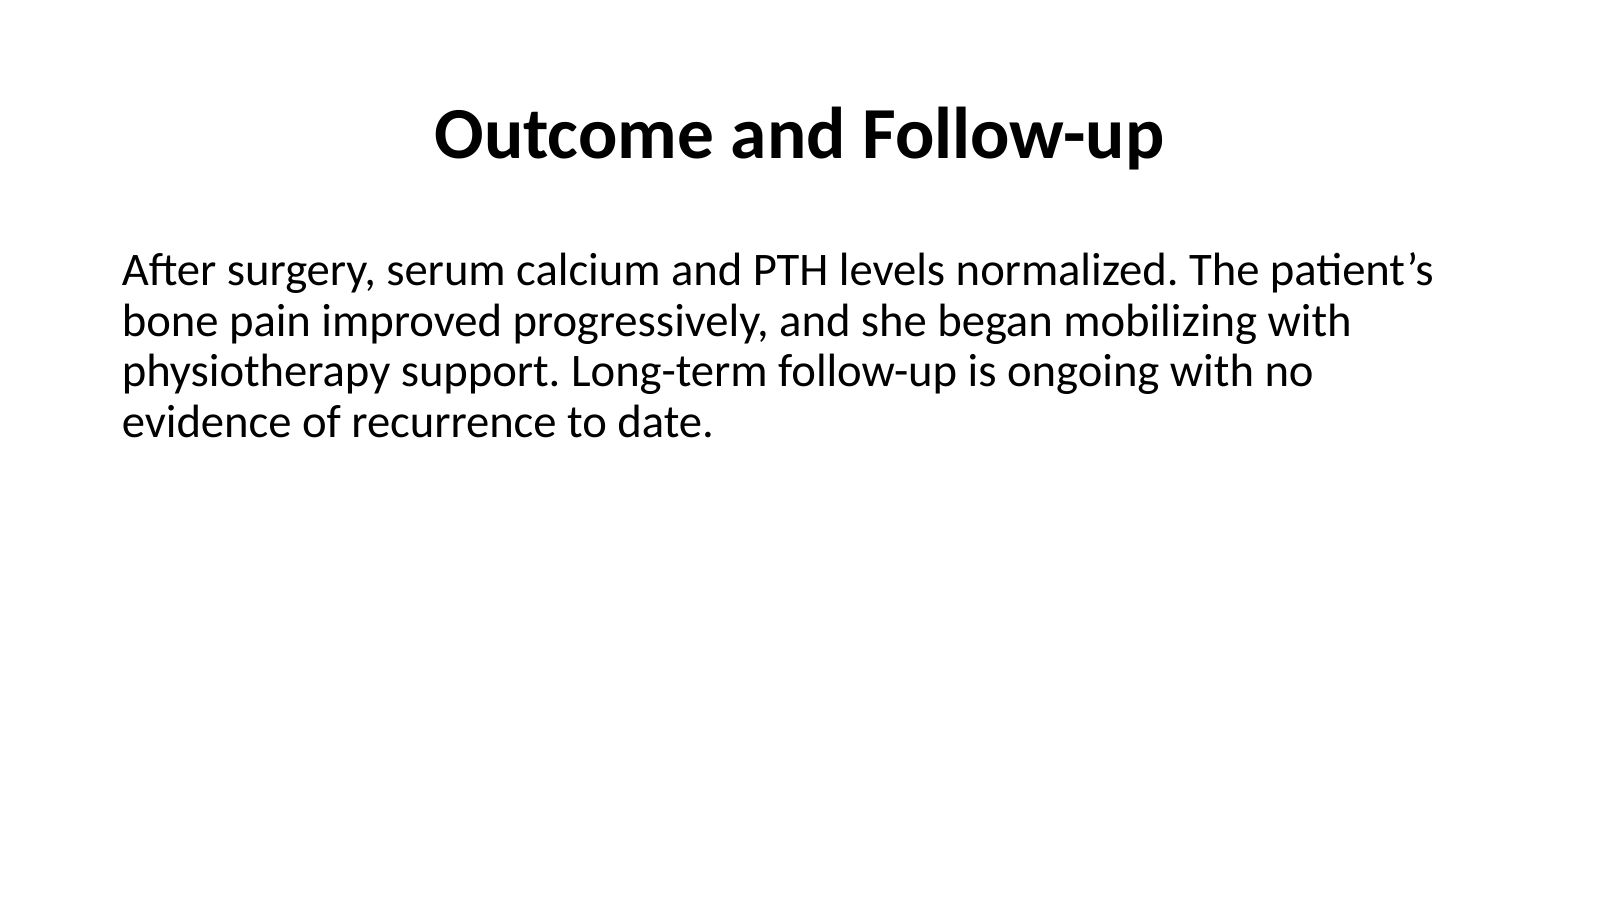 Outcome and Follow-up
After surgery, serum calcium and PTH levels normalized. The patient’s
bone pain improved progressively, and she began mobilizing with
physiotherapy support. Long-term follow-up is ongoing with no
evidence of recurrence to date.